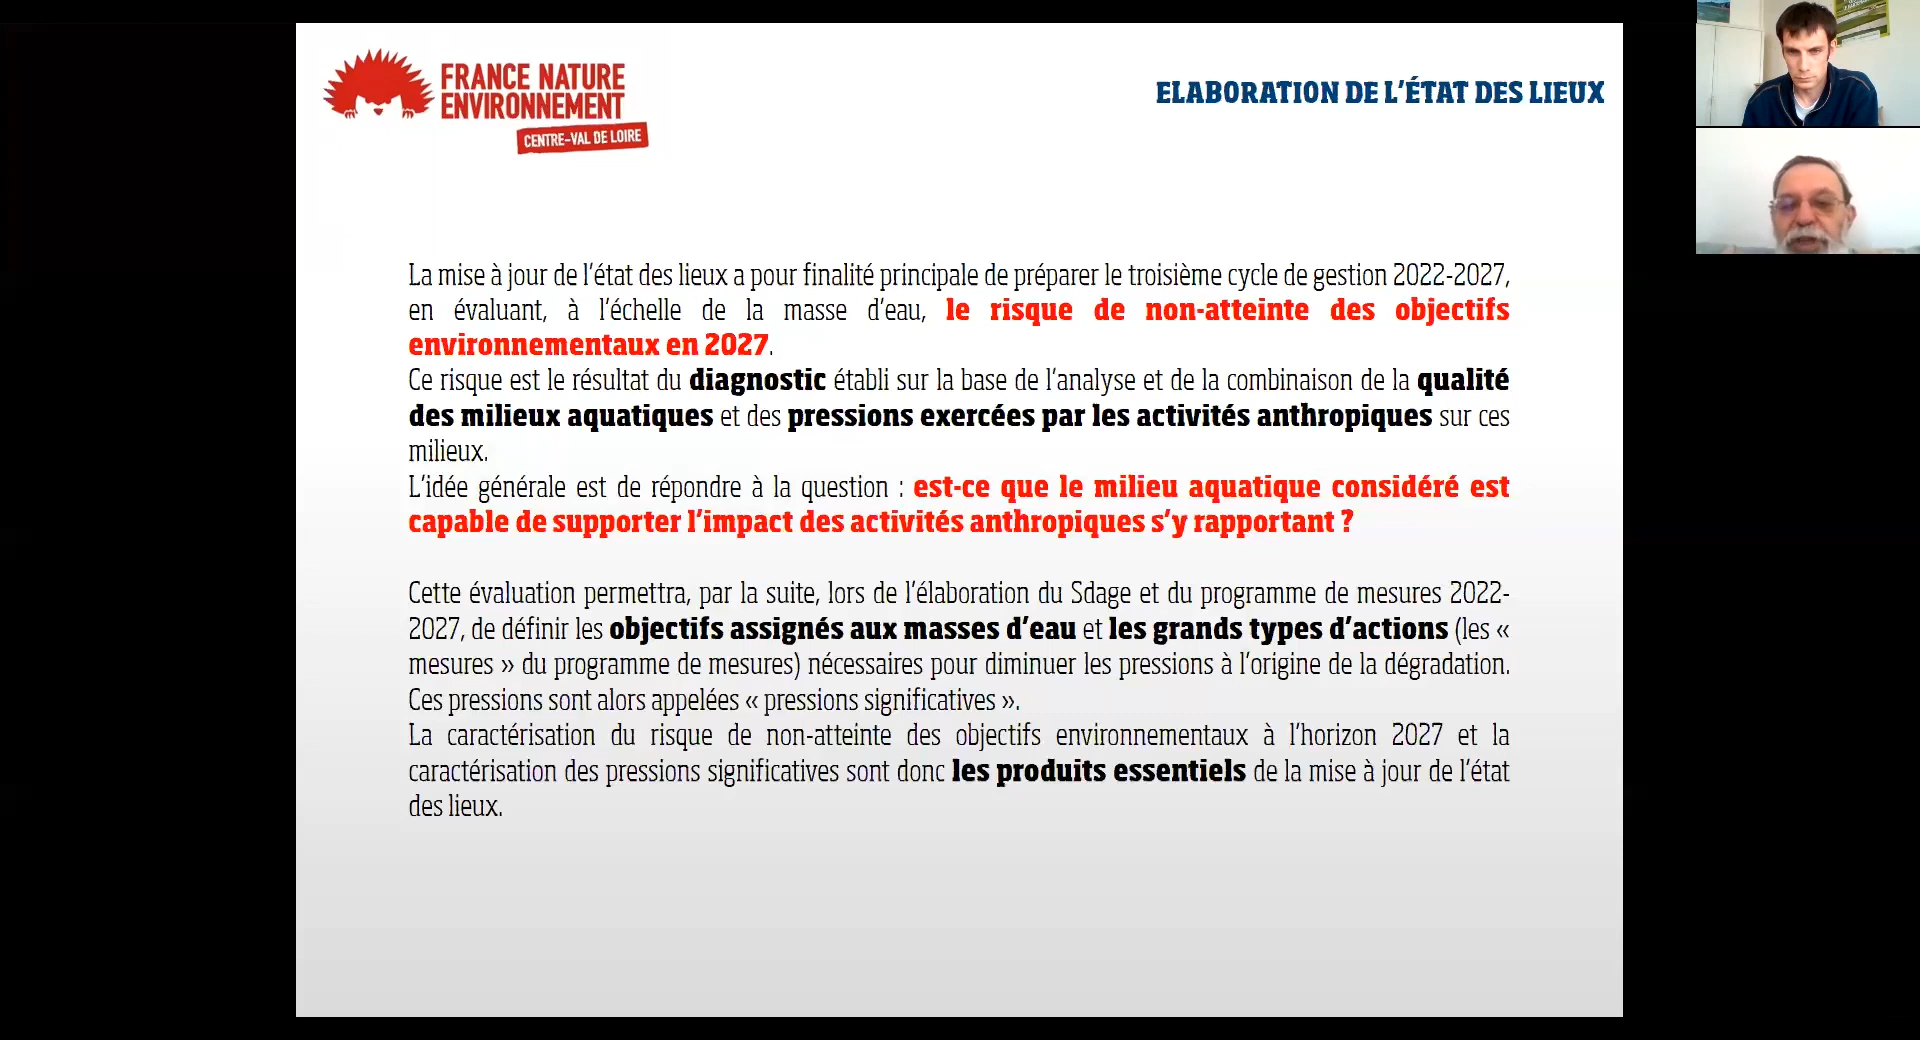 FRANCE NATURE
ENVIRONNEMENT
CENTRE-VAL DE LOIRE
ELABORATION DE L'ÉTAT DES LIEUX
La mise à jour de l'état des lieux a pour finalité principale de préparer le troisième cycle de gestion 2022-2027,
en évaluant, à l'échelle de la masse d'eau, le risque de non-atteinte des objectifs
environnementaux en 2027.
Ce risque est le résultat du diagnostic établi sur la base de l'analyse et de la combinaison de la qualité
des milieux aquatiques et des pressions exercées par les activités anthropiques sur ces
milieux.
L'idée générale est de répondre à la question : est-ce que le milieu aquatique considéré est
capable de supporter l'impact des activités anthropiques s'y rapportant ?
Cette évaluation permettra, par la suite, lors de l'élaboration du Sdage et du programme de mesures 2022-
2027, de définir les objectifs assignés aux masses d'eau et les grands types d'actions (les «
mesures » du programme de mesures) nécessaires pour diminuer les pressions à l'origine de la dégradation.
Ces pressions sont alors appelées « pressions significatives ».
La caractérisation du risque de non-atteinte des objectifs environnementaux à l'horizon 2027 et la
caractérisation des pressions significatives sont donc les produits essentiels de la mise à jour de l'état
des lieux.